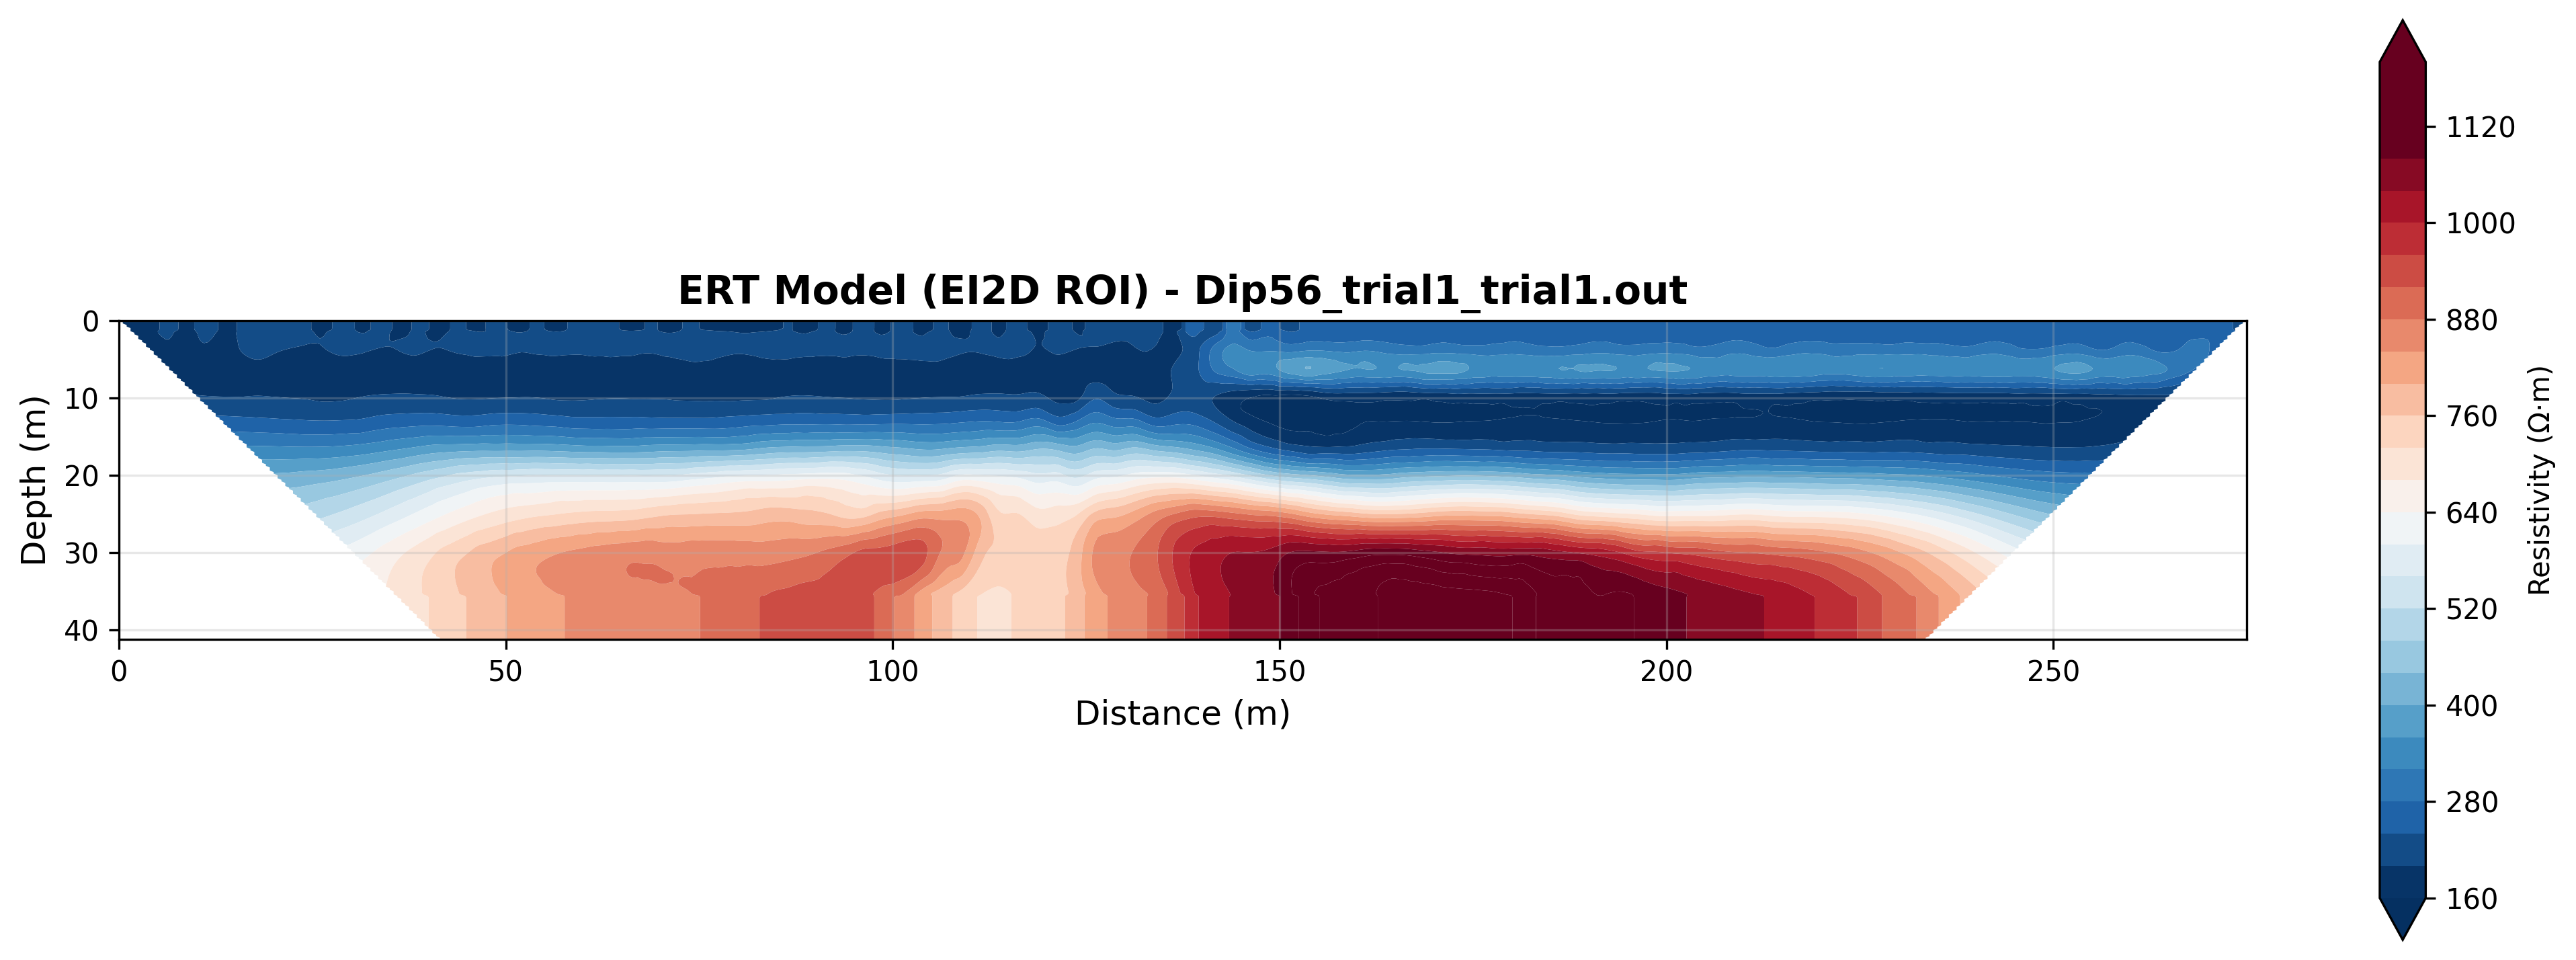 ERT Model (EI2D ROI) - Dip56_trial1_trial1.out
Depth (m)
0
10
20
30
40
0 50 100 150 200 250
Distance (m)
1120
1000
880
760
640
520
400
280
160
Resistivity (Ω·m)